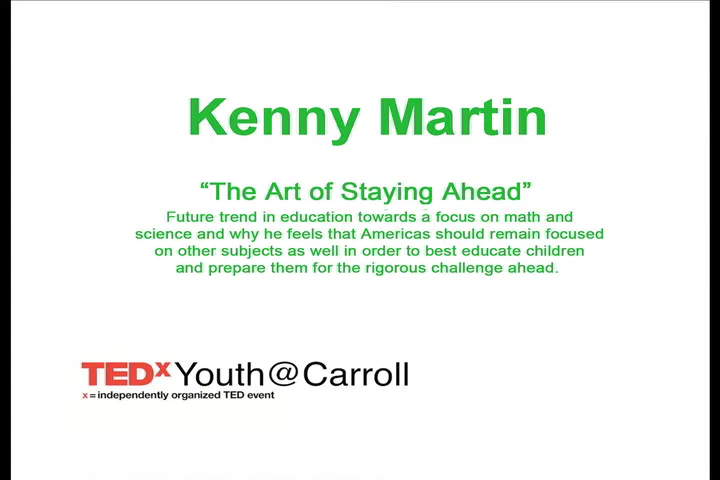 Kenny Martin
“The Art of Staying Ahead”
Future trend in education towards a focus on math and
science and why he feels that Americas should remain focused
on other subjects as well in order to best educate children
and prepare them for the rigorous challenge ahead.
TEDx Youth@Carroll
x = independently organized TED event